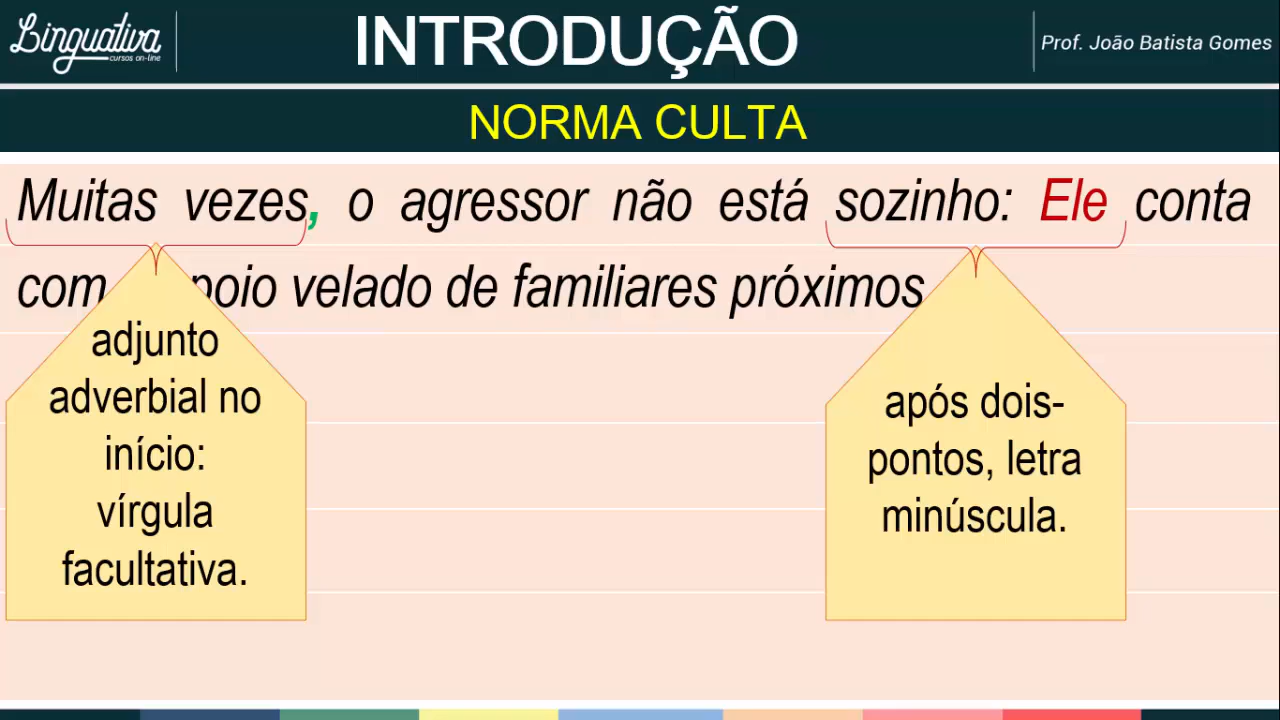 Linguativa
cursos on-line
INTRODUÇÃO
Prof. João Batista Gomes
NORMA CULTA
Muitas vezes, o agressor não está sozinho: Ele conta
com poio velado de familiares próximos
adjunto
adverbial no
início:
vírgula
facultativa.
após dois-
pontos, letra
minúscula.